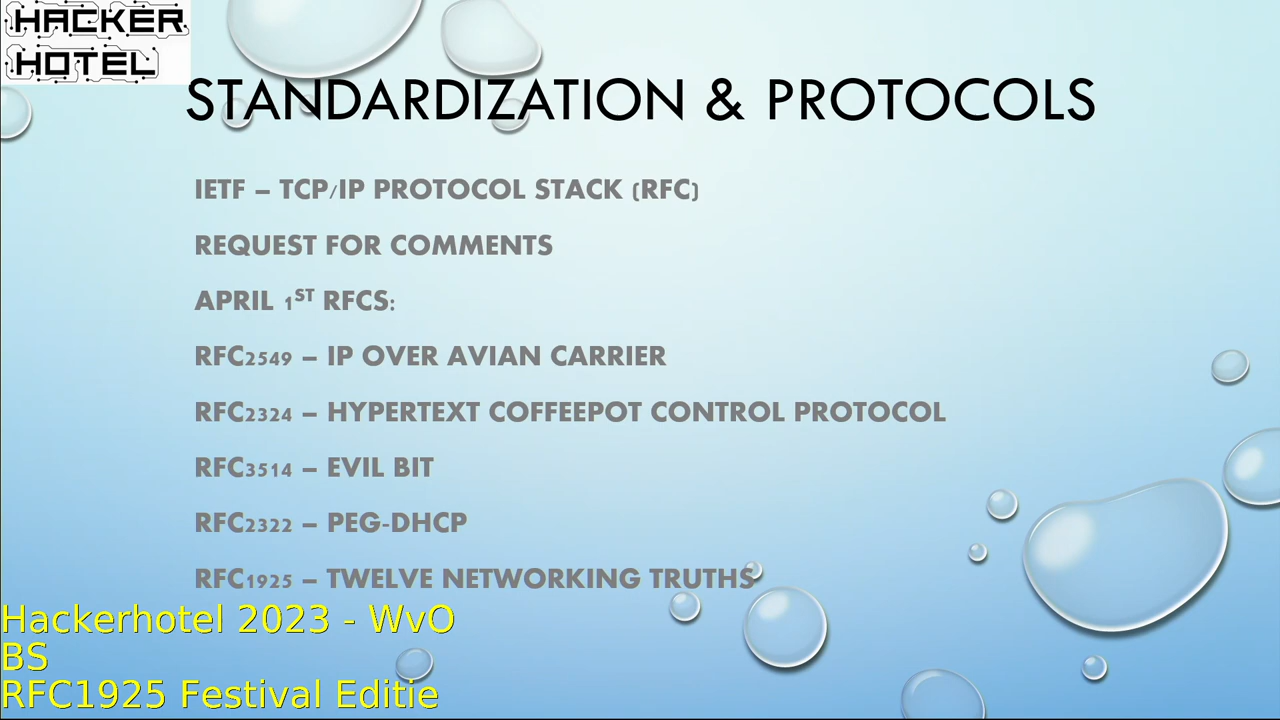 HACKER
HOTEL
STANDARDIZATION & PROTOCOLS
IETF – TCP/IP PROTOCOL STACK (RFC)
REQUEST FOR COMMENTS
APRIL 1ST RFCS:
RFC2549 – IP OVER AVIAN CARRIER
RFC2324 – HYPERTEXT COFFEEPOT CONTROL PROTOCOL
RFC3514 – EVIL BIT
RFC2322 – PEG-DHCP
RFC1925 – TWELVE NETWORKING TRUTHS
Hackerhotel 2023 - WvO
BS
RFC1925 Festival Editie